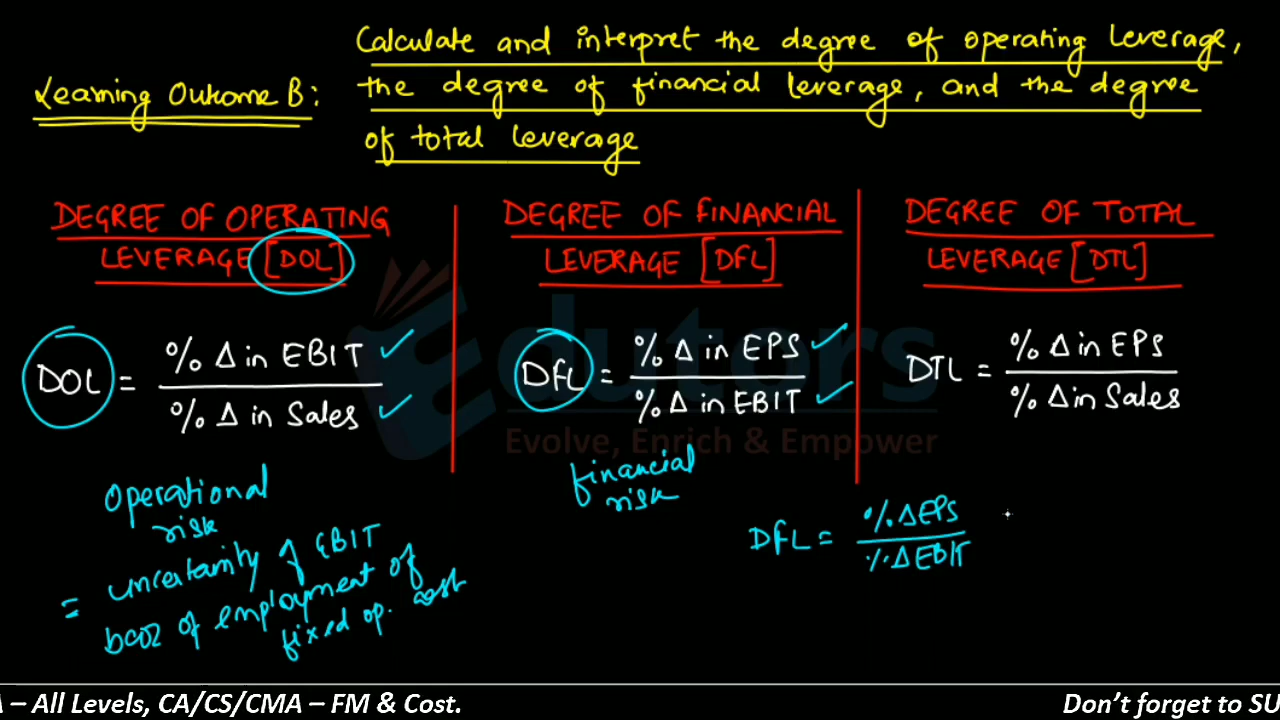 Calculate and interpret the degree of operating leverage,
Learning Outcome B: the degree of financial leverage, and the degree
of total leverage
DEGREE OF OPERATING
LEVERAGE [DOL]
DOL = % Δ in EBIT
% Δ in Sales
operational
risk
= uncertainity of EBIT
bcoz of employment of
fixed op. cost
DEGREE OF FINANCIAL
LEVERAGE [DFL]
DFL = % Δ in EPS
% Δ in EBIT
financial
risk
DFL = % Δ EPS
% Δ EBIT
DEGREE OF TOTAL
LEVERAGE [DTL]
DTL = % Δ in EPS
% Δ in Sales
Edutors
Evolve, Enrich & Empower
A – All Levels, CA/CS/CMA – FM & Cost.
Don’t forget to SU